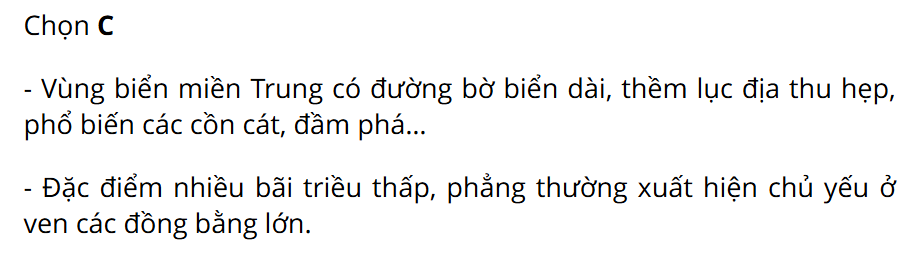 Chọn C
- Vùng biển miền Trung có đường bờ biển dài, thềm lục địa thu hẹp,
phổ biến các cồn cát, đầm phá...
- Đặc điểm nhiều bãi triều thấp, phẳng thường xuất hiện chủ yếu ở
ven các đồng bằng lớn.